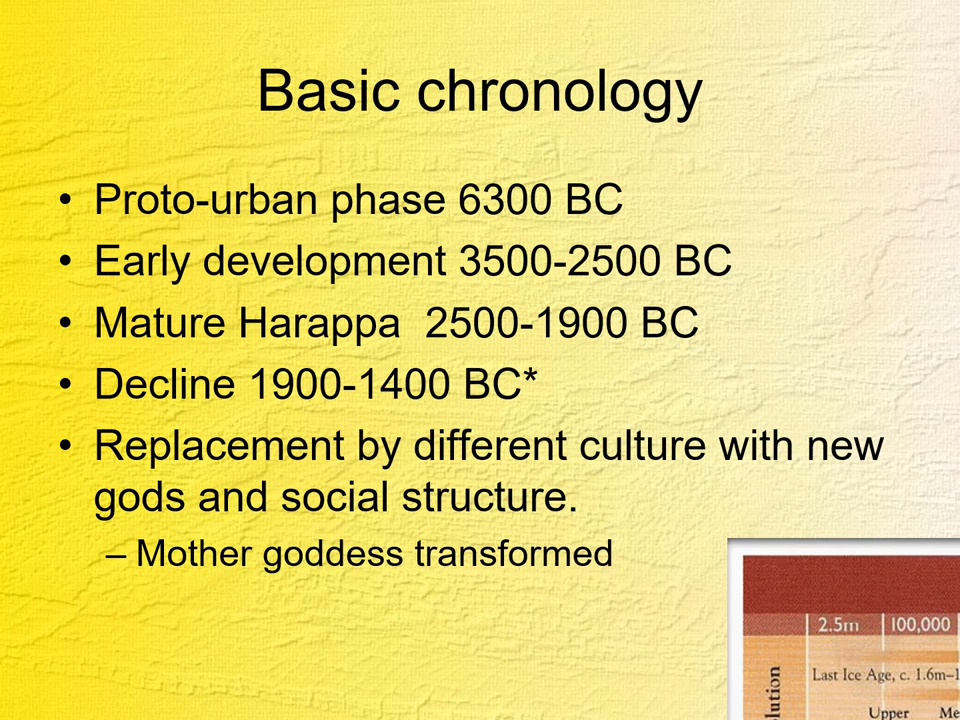 Basic chronology
• Proto-urban phase 6300 BC
• Early development 3500-2500 BC
• Mature Harappa  2500-1900 BC
• Decline 1900-1400 BC*
• Replacement by different culture with new
gods and social structure.
– Mother goddess transformed
2.5m 100,000
Last Ice Age, c. 1.6m–1
lution
Upper Me